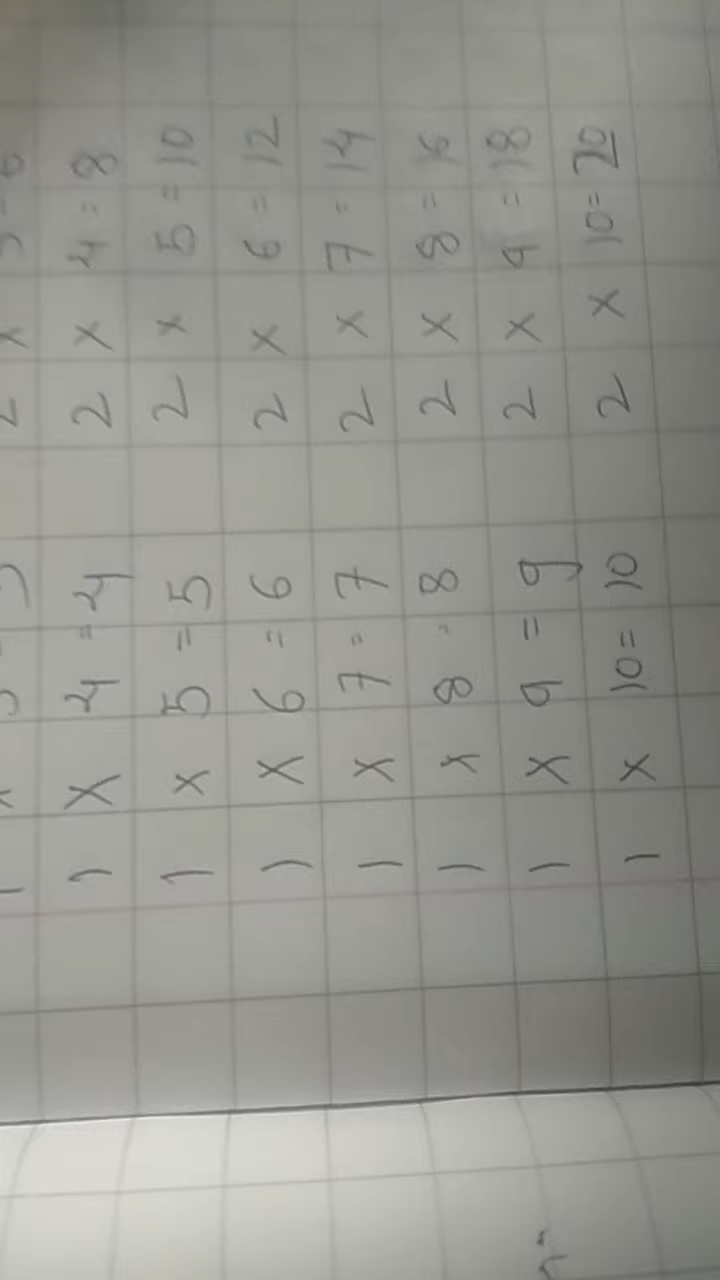 1 x 4 = 4 2 x 4 = 8
1 x 5 = 5 2 x 5 = 10
1 x 6 = 6 2 x 6 = 12
1 x 7 = 7 2 x 7 = 14
1 x 8 = 8 2 x 8 = 16
1 x 9 = 9 2 x 9 = 18
1 x 10 = 10 2 x 10 = 20